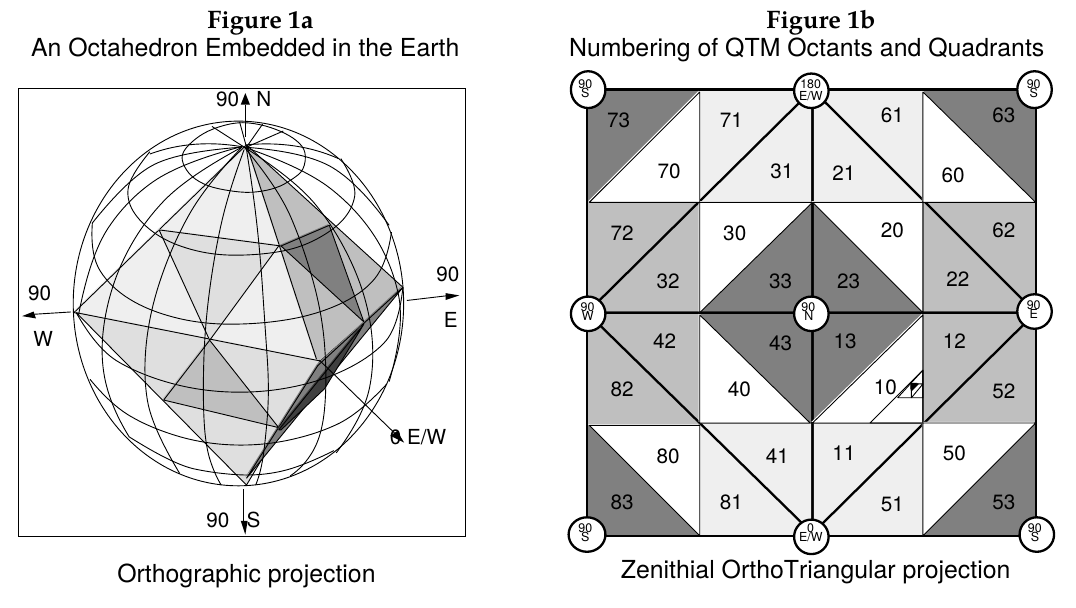 Figure 1a
An Octahedron Embedded in the Earth
90 N
90
W
90
E
0 E/W
90 S
Orthographic projection
Figure 1b
Numbering of QTM Octants and Quadrants
90 S
180 E/W
90 S
73 71 61 63
70 31 21 60
72 30 20 62
32 33 23 22
90 W
90 N
90 E
42 43 13 12
82 40 10 52
80 41 11 50
83 81 51 53
90 S
0 E/W
90 S
Zenithial OrthoTriangular projection